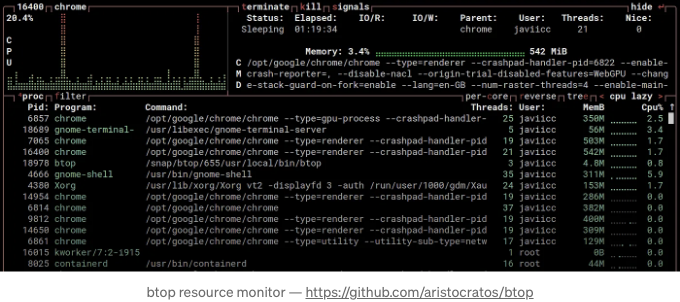 16400 chrome terminate kill signals hide
20.4% Status: Elapsed: IO/R: IO/W: Parent: User: Threads: Nice:
Sleeping 01:19:34 chrome javiicc 21 0
C
P
U
Memory: 3.4% 542 MiB
C /opt/google/chrome/chrome --type=renderer --crashpad-handler-pid=6822 --enable-
M crash-reporter=, --disable-nacl --origin-trial-disabled-features=WebGPU --chang
D e-stack-guard-on-fork=enable --lang=en-GB --num-raster-threads=4 --enable-main-
proc filter per-core reverse tree < cpu lazy >
Pid: Program: Command: Threads: User: MemB Cpu% ↑
6857 chrome /opt/google/chrome/chrome --type=gpu-process --crashpad-handler- 25 javiicc 350M 2.5
18689 gnome-terminal- /usr/libexec/gnome-terminal-server 5 javiicc 56M 3.4
7065 chrome /opt/google/chrome/chrome --type=renderer --crashpad-handler-pid 19 javiicc 503M 1.7
16400 chrome /opt/google/chrome/chrome --type=renderer --crashpad-handler-pid 21 javiicc 542M 1.7
18978 btop /snap/btop/655/usr/local/bin/btop 3 javiicc 4.8M 0.8
4666 gnome-shell /usr/bin/gnome-shell 35 javiicc 311M 5.9
4380 Xorg /usr/lib/xorg/Xorg vt2 -displayfd 3 -auth /run/user/1000/gdm/Xau 24 javiicc 153M 1.7
14954 chrome /opt/google/chrome/chrome --type=renderer --crashpad-handler-pid 19 javiicc 286M 0.0
6814 chrome /opt/google/chrome/chrome 37 javiicc 382M 0.0
9812 chrome /opt/google/chrome/chrome --type=renderer --crashpad-handler-pid 19 javiicc 400M 0.0
14650 chrome /opt/google/chrome/chrome --type=renderer --crashpad-handler-pid 19 javiicc 309M 0.0
6861 chrome /opt/google/chrome/chrome --type=utility --utility-sub-type=netw 17 javiicc 129M 0.0
16015 kworker/7:2-i915 1 root 0B 0.0
8025 containerd /usr/bin/containerd 16 root 44M 0.0
btop resource monitor — https://github.com/aristocratos/btop